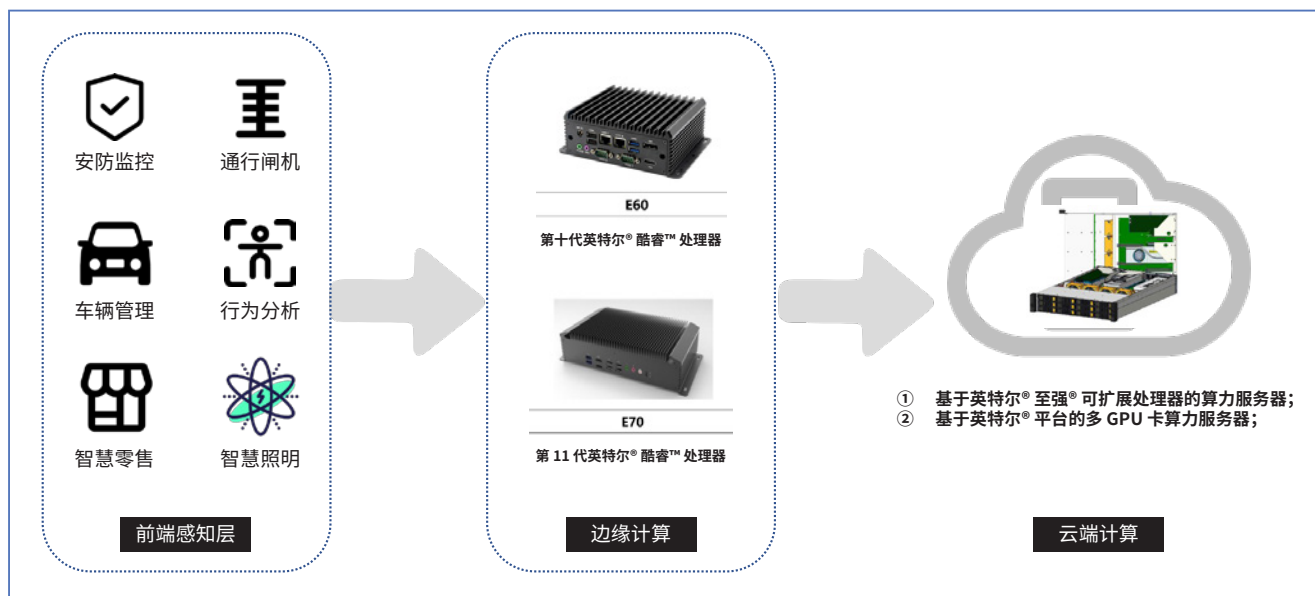 安防监控
通行闸机
车辆管理
行为分析
智慧零售
智慧照明
前端感知层
E60
第十代英特尔® 酷睿™ 处理器
E70
第 11 代英特尔® 酷睿™ 处理器
边缘计算
① 基于英特尔® 至强® 可扩展处理器的算力服务器；
② 基于英特尔® 平台的多 GPU 卡算力服务器；
云端计算